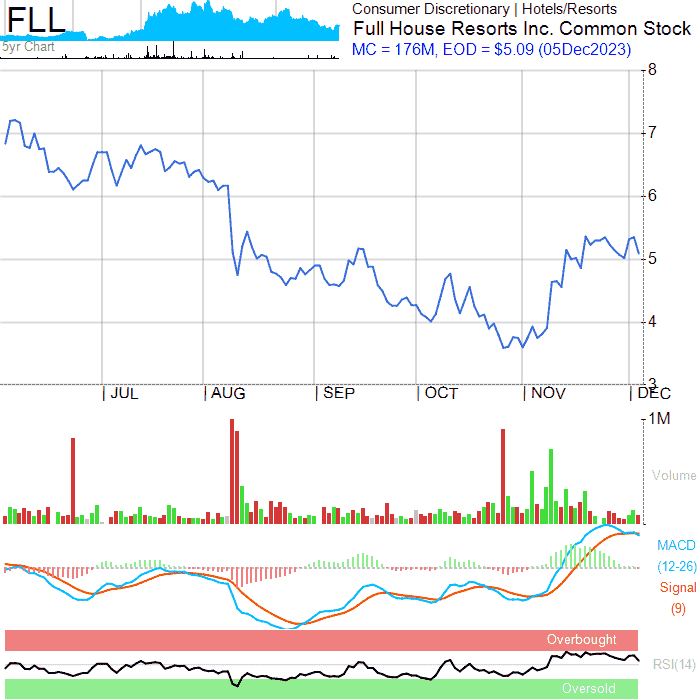 FLL
5yr Chart
Consumer Discretionary | Hotels/Resorts
Full House Resorts Inc. Common Stock
MC = 176M, EOD = $5.09 (05Dec2023)
8
7
6
5
4
3
JUL AUG SEP OCT NOV DEC
1M
Volume
MACD
(12-26)
Signal
(9)
Overbought
RSI(14)
Oversold